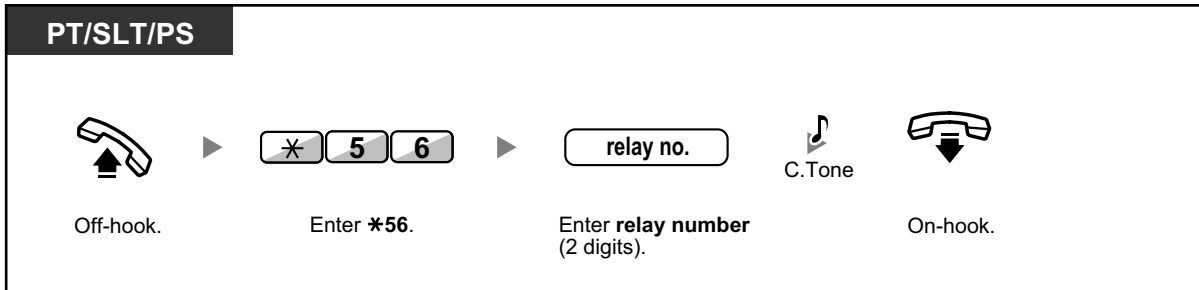 PT/SLT/PS
✳ 5 6
relay no.
C.Tone
Off-hook.
Enter ✳56.
Enter relay number
(2 digits).
On-hook.